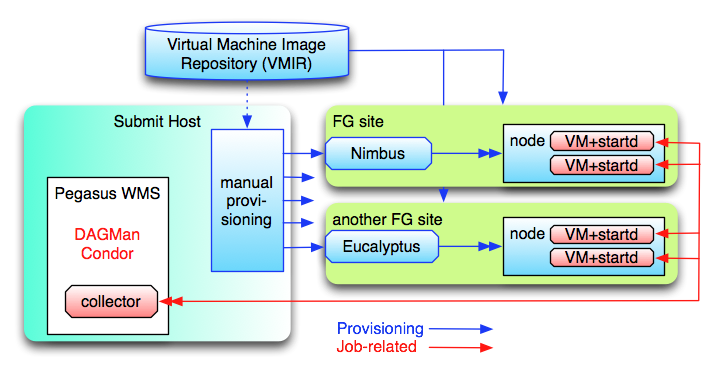 Virtual Machine Image
Repository (VMIR)
Submit Host
manual
provi-
sioning
Pegasus WMS
DAGMan
Condor
collector
FG site
Nimbus
node
VM+startd
VM+startd
another FG site
Eucalyptus
node
VM+startd
VM+startd
Provisioning
Job-related